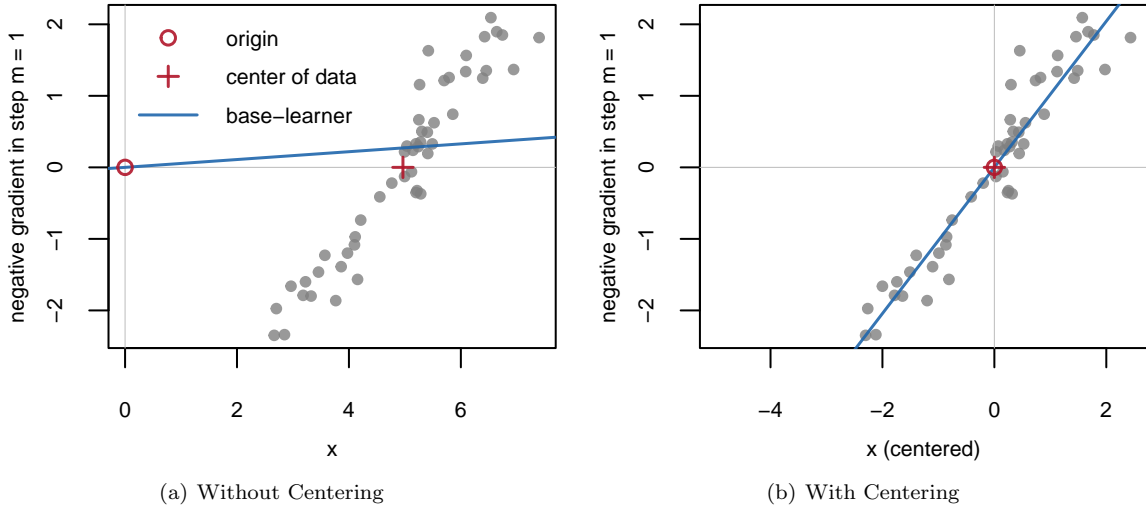 negative gradient in step m = 1
2
1
0
−1
−2
origin
center of data
base−learner
0
2
4
6
x
(a) Without Centering
negative gradient in step m = 1
2
1
0
−1
−2
−4
−2
0
2
x (centered)
(b) With Centering